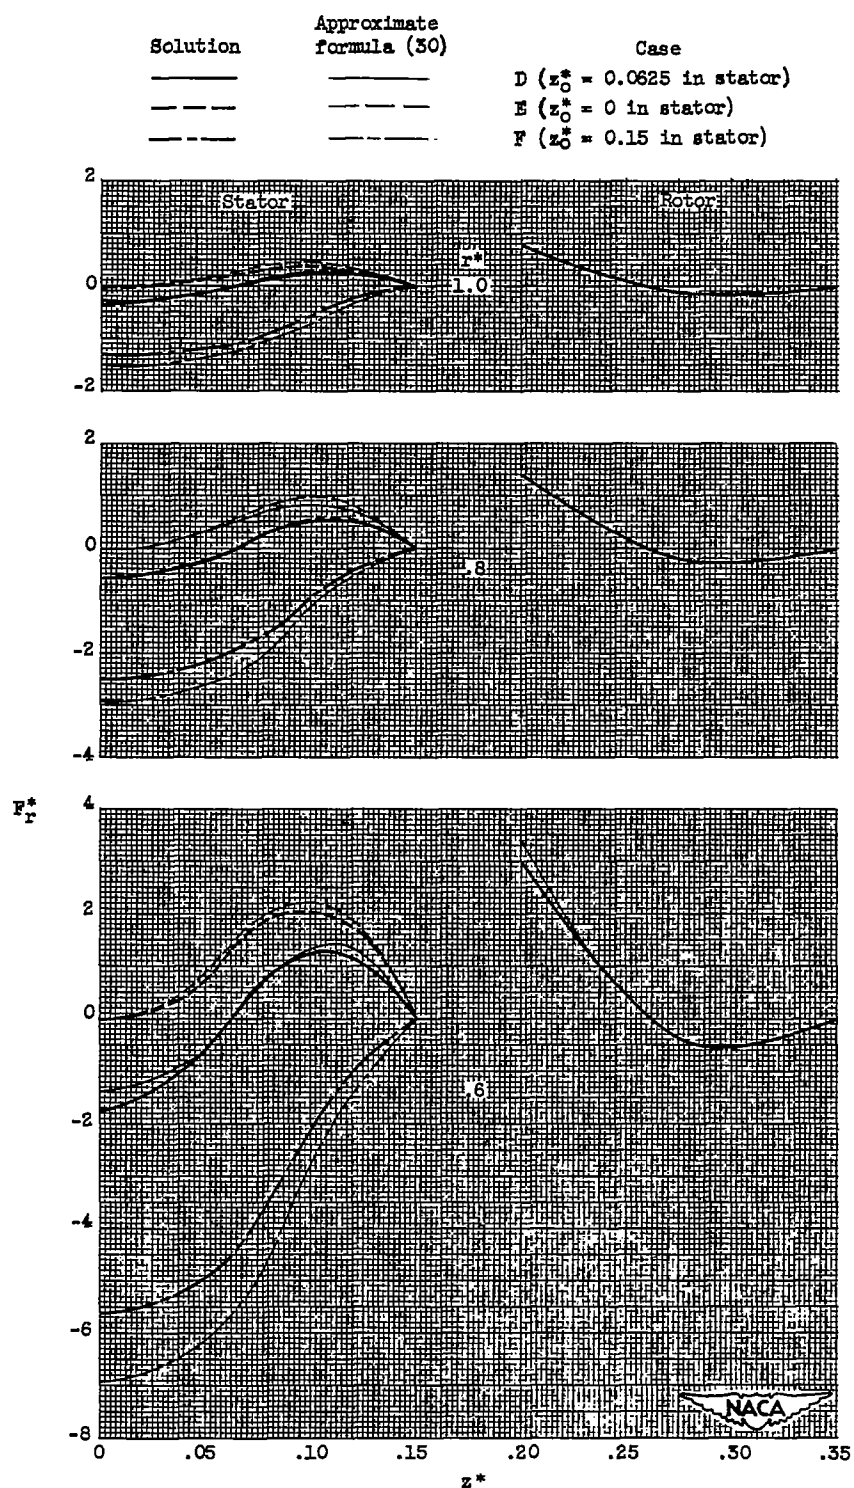 Approximate
Solution formula (30) Case
D (z*o = 0.0625 in stator)
E (z*o = 0 in stator)
F (z*o = 0.15 in stator)
2
Stator Rotor
r*
0 1.0
-2
2
0
.8
-2
-4
F*r
4
2
0
.6
-2
-4
-6
NACA
-8
0 .05 .10 .15 .20 .25 .30 .35
z*